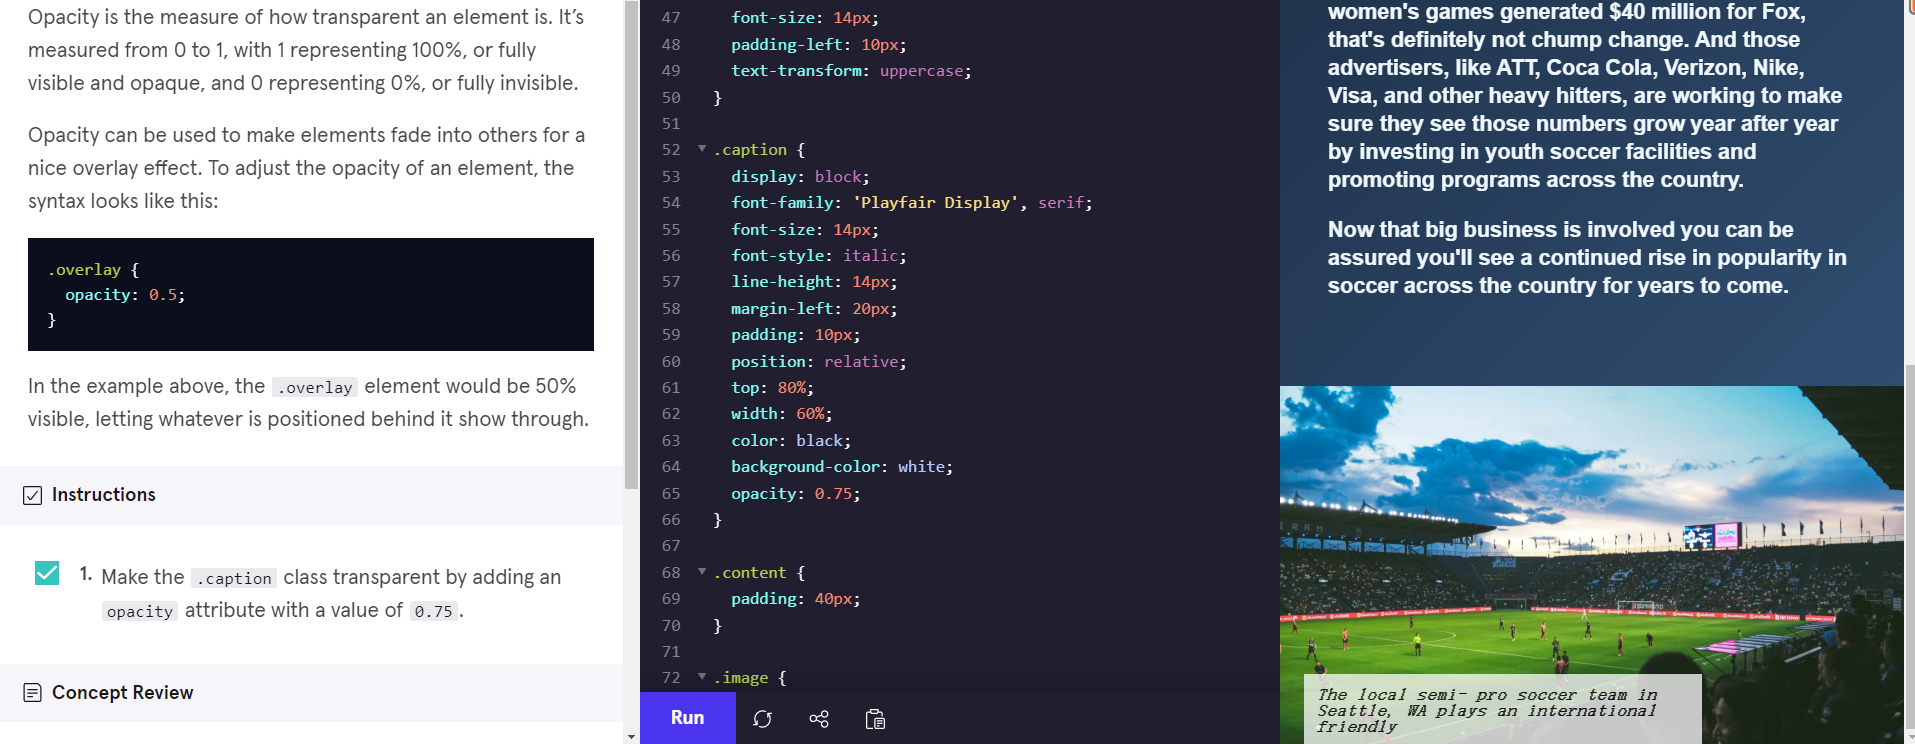 Opacity is the measure of how transparent an element is. It’s
measured from 0 to 1, with 1 representing 100%, or fully
visible and opaque, and 0 representing 0%, or fully invisible.
Opacity can be used to make elements fade into others for a
nice overlay effect. To adjust the opacity of an element, the
syntax looks like this:
.overlay {
opacity: 0.5;
}
In the example above, the .overlay element would be 50%
visible, letting whatever is positioned behind it show through.
Instructions
1. Make the .caption class transparent by adding an
opacity attribute with a value of 0.75.
Concept Review
47 font-size: 14px;
48 padding-left: 10px;
49 text-transform: uppercase;
50 }
51
52 .caption {
53 display: block;
54 font-family: 'Playfair Display', serif;
55 font-size: 14px;
56 font-style: italic;
57 line-height: 14px;
58 margin-left: 20px;
59 padding: 10px;
60 position: relative;
61 top: 80%;
62 width: 60%;
63 color: black;
64 background-color: white;
65 opacity: 0.75;
66 }
67
68 .content {
69 padding: 40px;
70 }
71
72 .image {
Run
women's games generated $40 million for Fox,
that's definitely not chump change. And those
advertisers, like ATT, Coca Cola, Verizon, Nike,
Visa, and other heavy hitters, are working to make
sure they see those numbers grow year after year
by investing in youth soccer facilities and
promoting programs across the country.
Now that big business is involved you can be
assured you'll see a continued rise in popularity in
soccer across the country for years to come.
The local semi- pro soccer team in
Seattle, WA plays an international
friendly